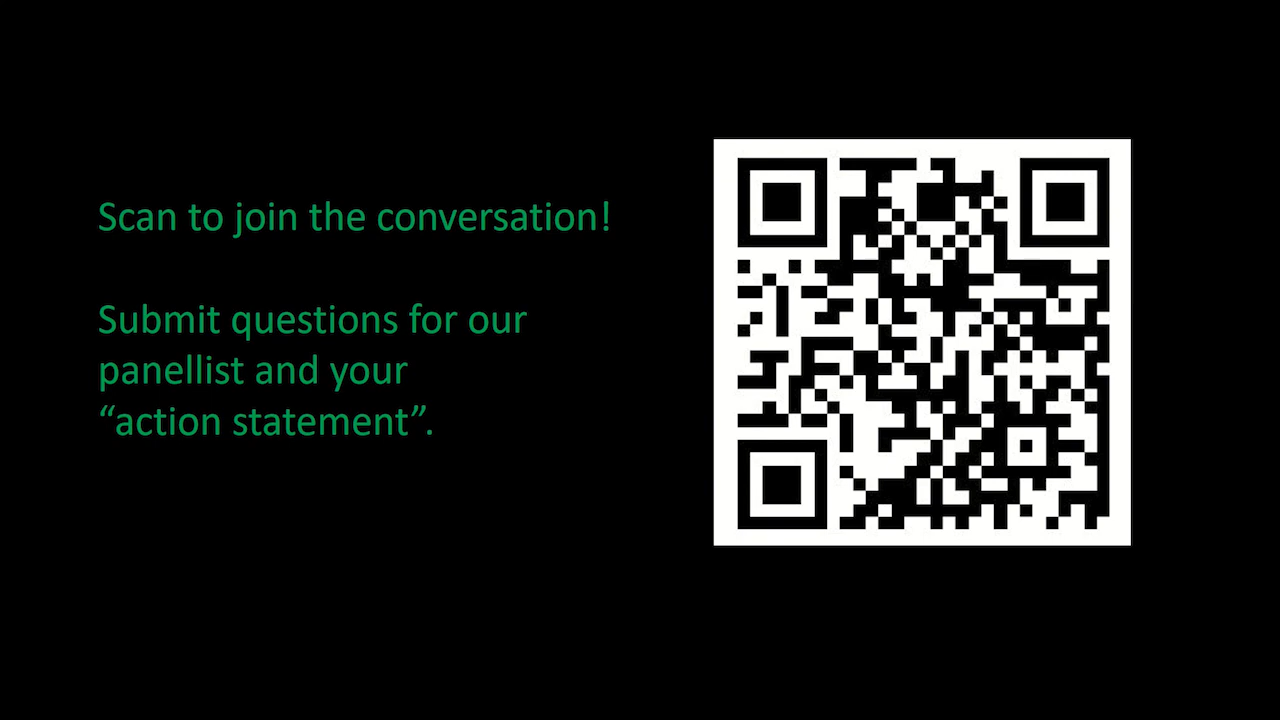 Scan to join the conversation!
Submit questions for our
panellist and your
“action statement”.